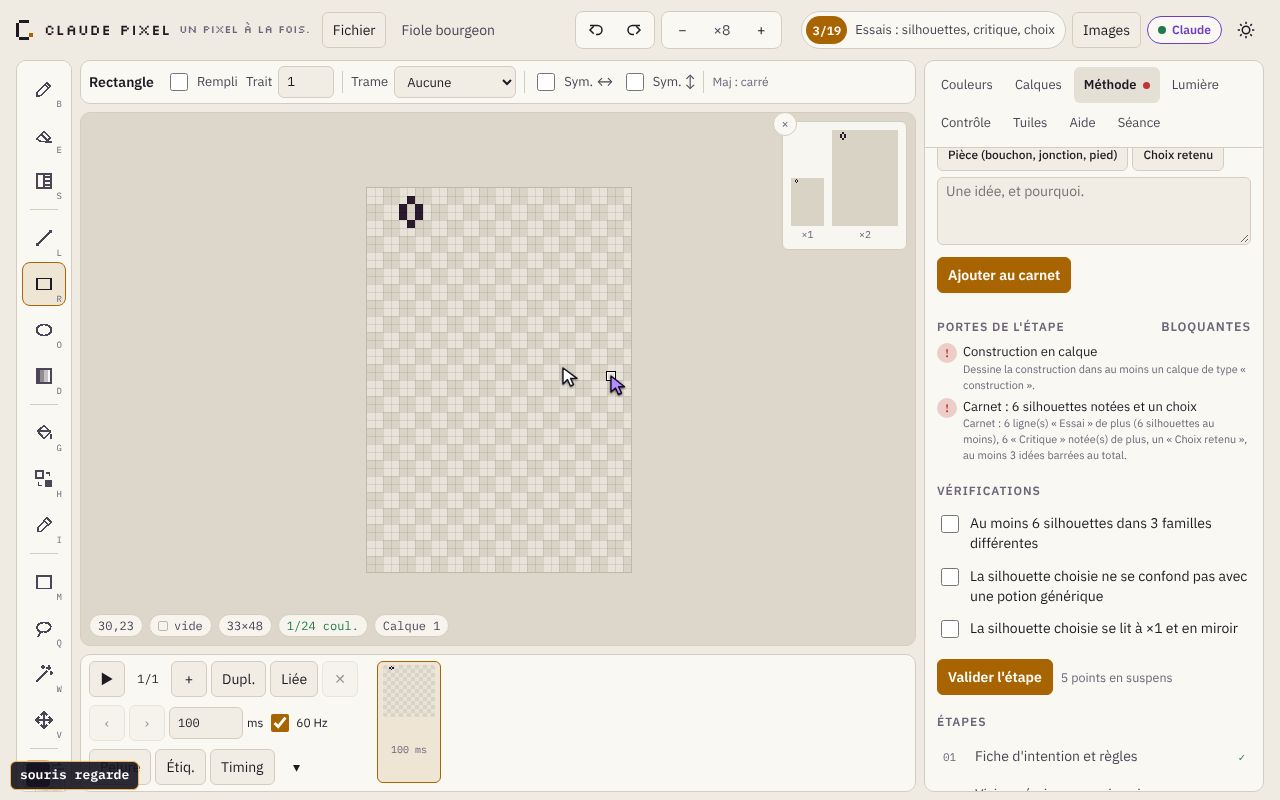 CLAUDE PIXEL UN PIXEL À LA FOIS. Fichier Fiole bourgeon − ×8 + 3/19 Essais : silhouettes, critique, choix Images Claude
Rectangle Rempli Trait 1 Trame Aucune Sym. ↔ Sym. ↕ Maj : carré
B
E
S
L
R
O
D
G
H
I
M
Q
W
V
×
×1 ×2
30,23 vide 33×48 1/24 coul. Calque 1
1/1 + Dupl. Liée ✕
‹ › 100 ms 60 Hz
Étiq. Timing ▼
100 ms
souris regarde
Couleurs Calques Méthode Lumière
Contrôle Tuiles Aide Séance
Pièce (bouchon, jonction, pied) Choix retenu
Une idée, et pourquoi.
Ajouter au carnet
PORTES DE L'ÉTAPE BLOQUANTES
! Construction en calque
Dessine la construction dans au moins un calque de type «
construction ».
! Carnet : 6 silhouettes notées et un choix
Carnet : 6 ligne(s) « Essai » de plus (6 silhouettes au
moins), 6 « Critique » notée(s) de plus, un « Choix retenu »,
au moins 3 idées barrées au total.
VÉRIFICATIONS
Au moins 6 silhouettes dans 3 familles
différentes
La silhouette choisie ne se confond pas avec
une potion générique
La silhouette choisie se lit à ×1 et en miroir
Valider l'étape 5 points en suspens
ÉTAPES
01 Fiche d'intention et règles ✓